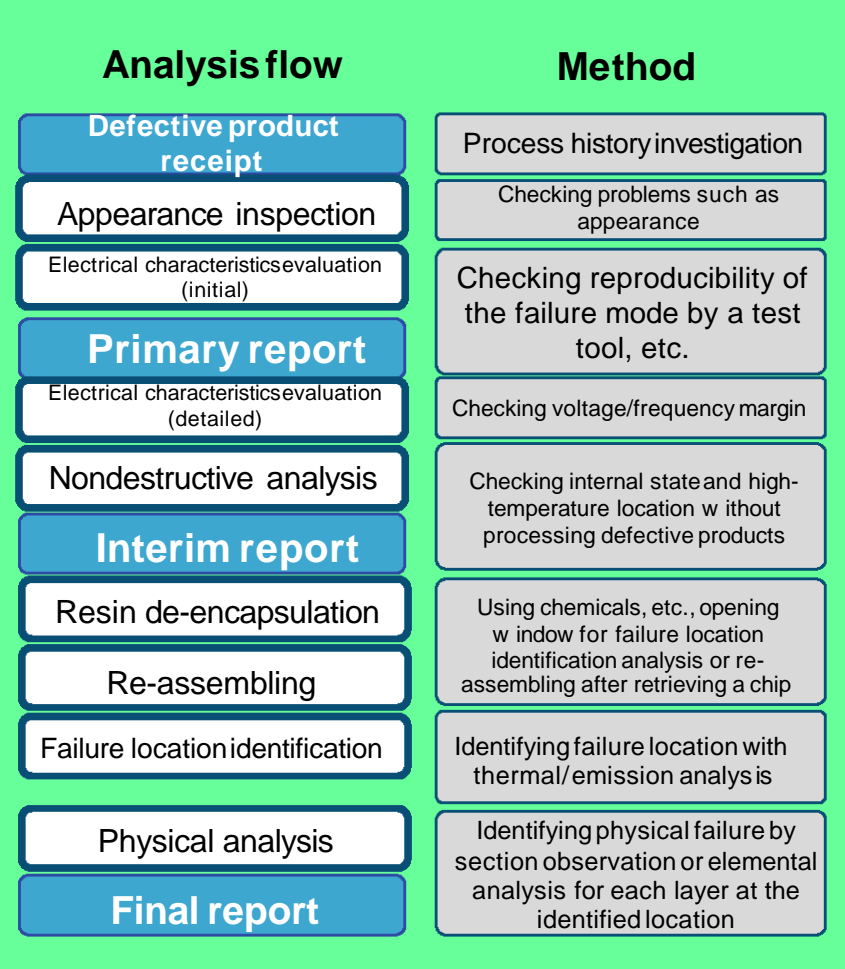 Analysis flow
Method
Defective product
receipt
Process history investigation
Appearance inspection
Checking problems such as
appearance
Electrical characteristics evaluation
(initial)
Checking reproducibility of
the failure mode by a test
tool, etc.
Primary report
Electrical characteristics evaluation
(detailed)
Checking voltage/frequency margin
Nondestructive analysis
Checking internal state and high-
temperature location w ithout
processing defective products
Interim report
Resin de-encapsulation
Using chemicals, etc., opening
w indow for failure location
identification analysis or re-
assembling after retrieving a chip
Re-assembling
Failure location identification
Identifying failure location with
thermal/emission analysis
Physical analysis
Identifying physical failure by
section observation or elemental
analysis for each layer at the
identified location
Final report